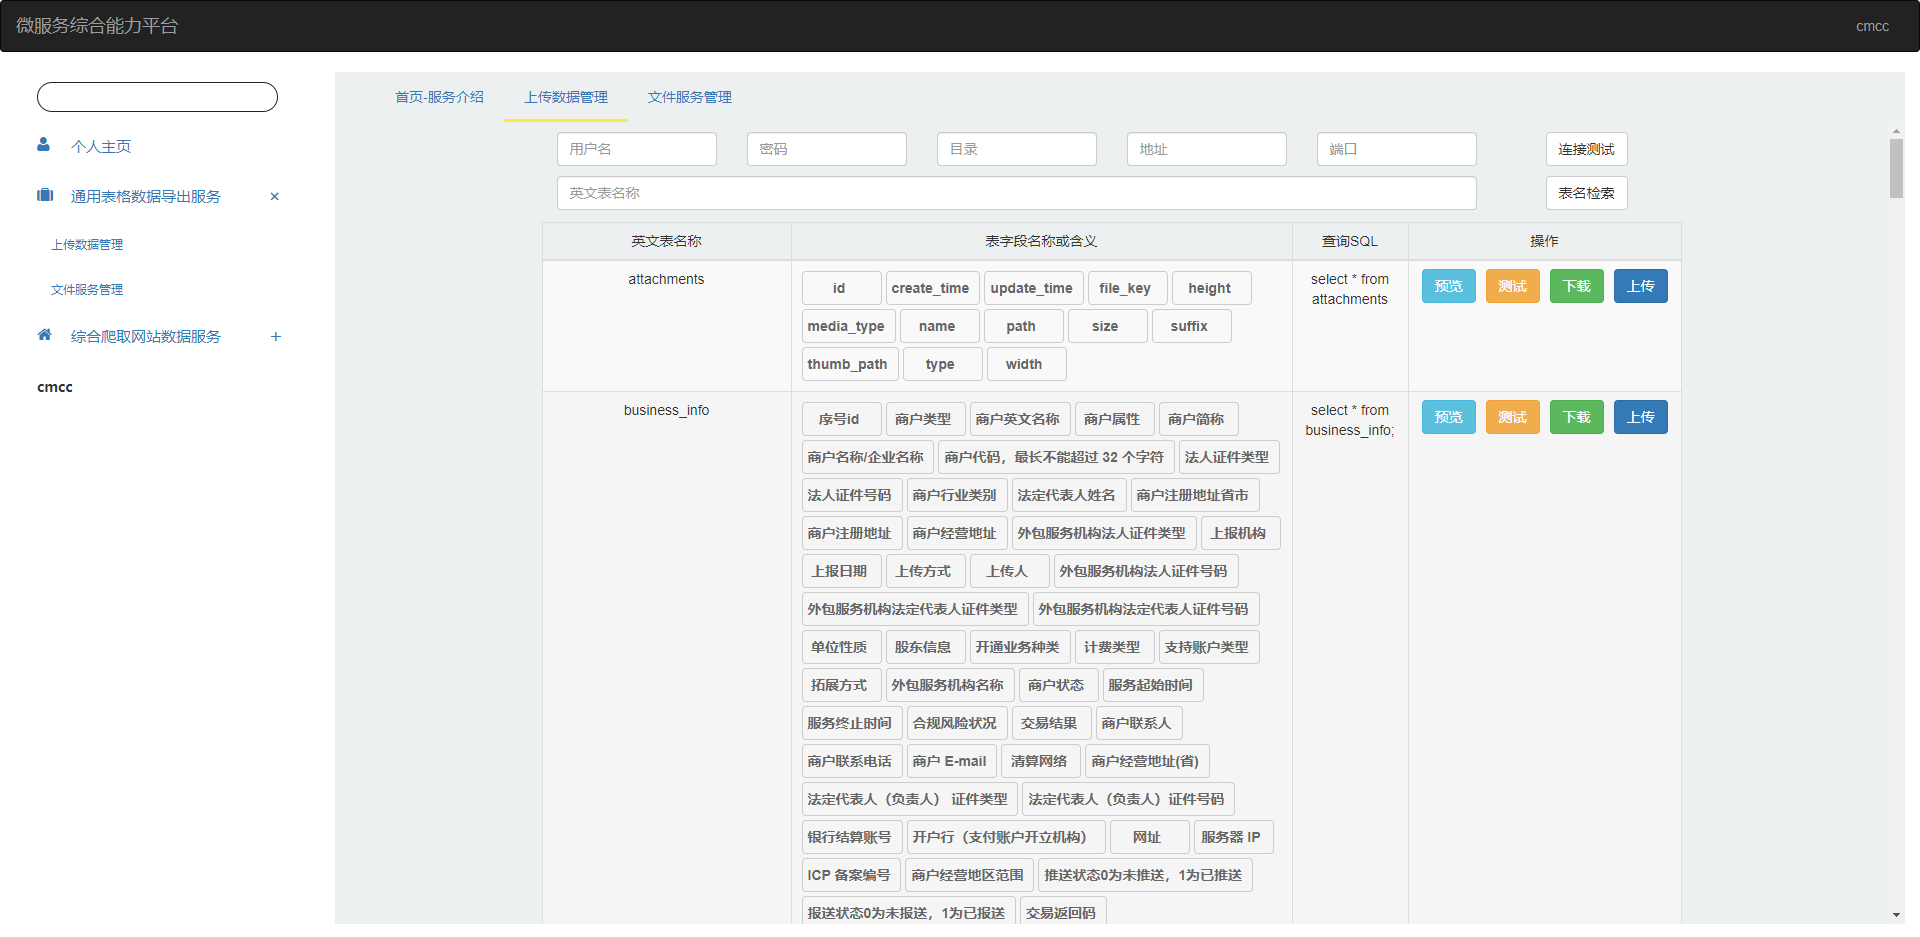 微服务综合能力平台
cmcc
个人主页
通用表格数据导出服务 ×
上传数据管理
文件服务管理
综合爬取网站数据服务 +
cmcc
首页-服务介绍 上传数据管理 文件服务管理
用户名 密码 目录 地址 端口 连接测试
英文表名称 表名检索
英文表名称 表字段名称或含义 查询SQL 操作
attachments
id create_time update_time file_key height
media_type name path size suffix
thumb_path type width
select * from
attachments
预览 测试 下载 上传
business_info
序号id 商户类型 商户英文名称 商户属性 商户简称
商户名称/企业名称 商户代码，最长不能超过 32 个字符 法人证件类型
法人证件号码 商户行业类别 法定代表人姓名 商户注册地址省市
商户注册地址 商户经营地址 外包服务机构法人证件类型 上报机构
上报日期 上传方式 上传人 外包服务机构法人证件号码
外包服务机构法定代表人证件类型 外包服务机构法定代表人证件号码
单位性质 股东信息 开通业务种类 计费类型 支持账户类型
拓展方式 外包服务机构名称 商户状态 服务起始时间
服务终止时间 合规风险状况 交易结果 商户联系人
商户联系电话 商户 E-mail 清算网络 商户经营地址(省)
法定代表人（负责人） 证件类型 法定代表人（负责人）证件号码
银行结算账号 开户行（支付账户开立机构） 网址 服务器 IP
ICP 备案编号 商户经营地区范围 推送状态0为未推送，1为已推送
报送状态0为未报送，1为已报送 交易返回码
select * from
business_info;
预览 测试 下载 上传